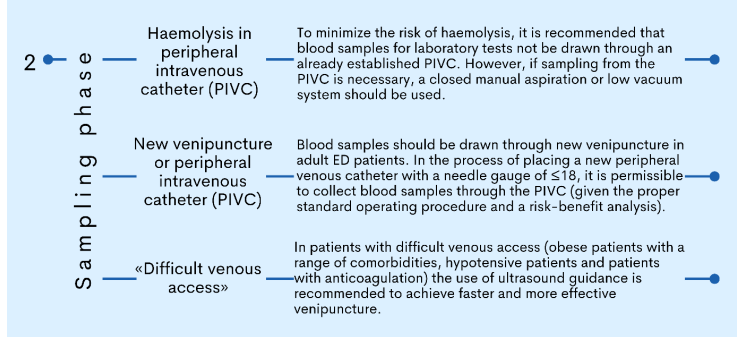 2
Sampling phase
Haemolysis in
peripheral
intravenous
catheter (PIVC)
To minimize the risk of haemolysis, it is recommended that
blood samples for laboratory tests not be drawn through an
already established PIVC. However, if sampling from the
PIVC is necessary, a closed manual aspiration or low vacuum
system should be used.
New venipuncture
or peripheral
intravenous
catheter (PIVC)
Blood samples should be drawn through new venipuncture in
adult ED patients. In the process of placing a new peripheral
venous catheter with a needle gauge of ≤18, it is permissible
to collect blood samples through the PIVC (given the proper
standard operating procedure and a risk-benefit analysis).
«Difficult venous
access»
In patients with difficult venous access (obese patients with a
range of comorbidities, hypotensive patients and patients
with anticoagulation) the use of ultrasound guidance is
recommended to achieve faster and more effective
venipuncture.